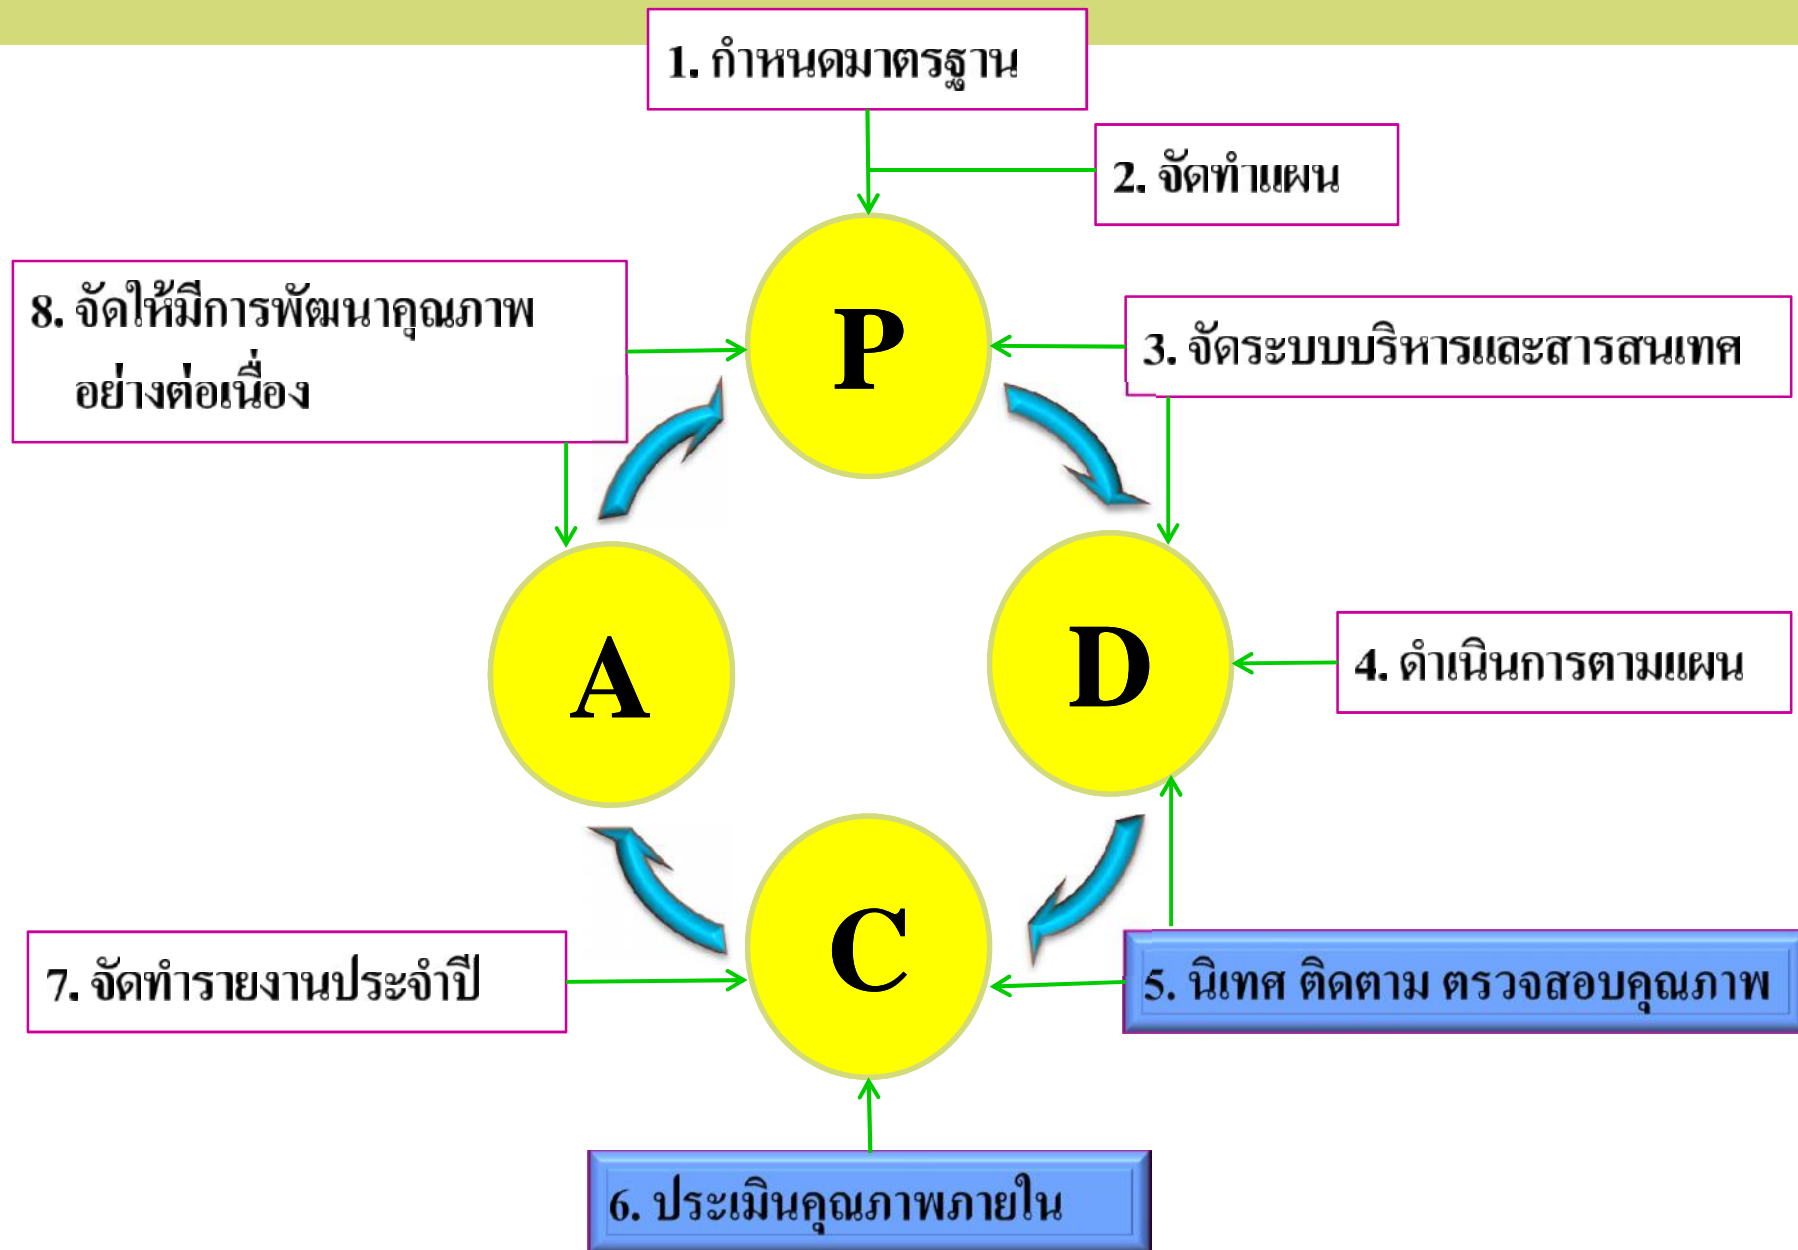 1. กำหนดมาตรฐาน
2. จัดทำแผน
8. จัดให้มีการพัฒนาคุณภาพ
อย่างต่อเนื่อง
P
3. จัดระบบบริหารและสารสนเทศ
A
D
4. ดำเนินการตามแผน
C
7. จัดทำรายงานประจำปี
5. นิเทศ ติดตาม ตรวจสอบคุณภาพ
6. ประเมินคุณภาพภายใน